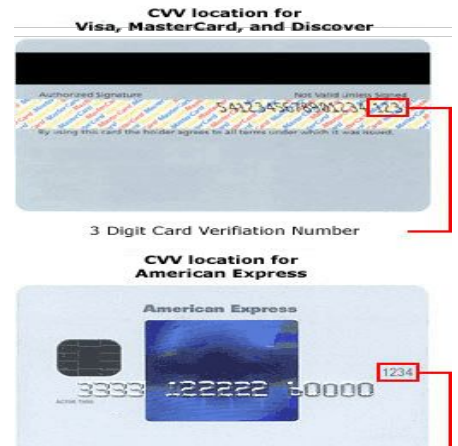 CVV location for
Visa, MasterCard, and Discover
Authorized Signature Not Valid Unless Signed
5412345678901234 123
By using this card the holder agrees to all terms under which it was issued.
3 Digit Card Verifiation Number
CVV location for
American Express
American Express
1234
3333 122222 10000